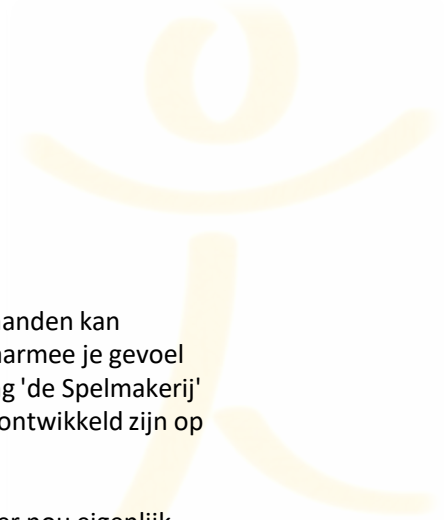 anden kan
armee je gevoel
g 'de Spelmakerij'
ontwikkeld zijn op
er nou eigenlijk